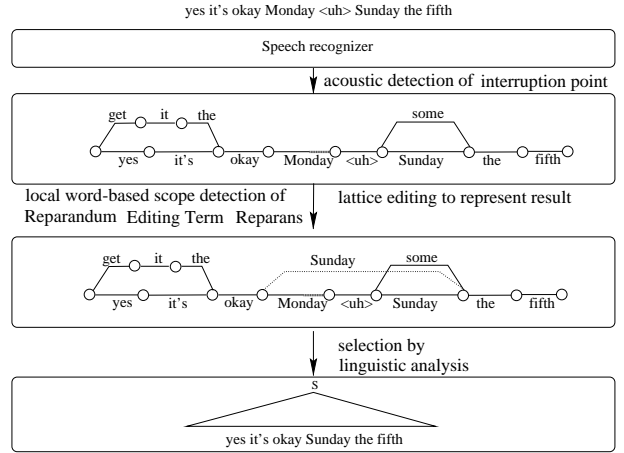 yes it's okay Monday <uh> Sunday the fifth
Speech recognizer
acoustic detection of interruption point
get it the some
yes it's okay Monday <uh> Sunday the fifth
local word-based scope detection of lattice editing to represent result
Reparandum Editing Term Reparans
get it the Sunday some
yes it's okay Monday <uh> Sunday the fifth
selection by
linguistic analysis
S
yes it's okay Sunday the fifth